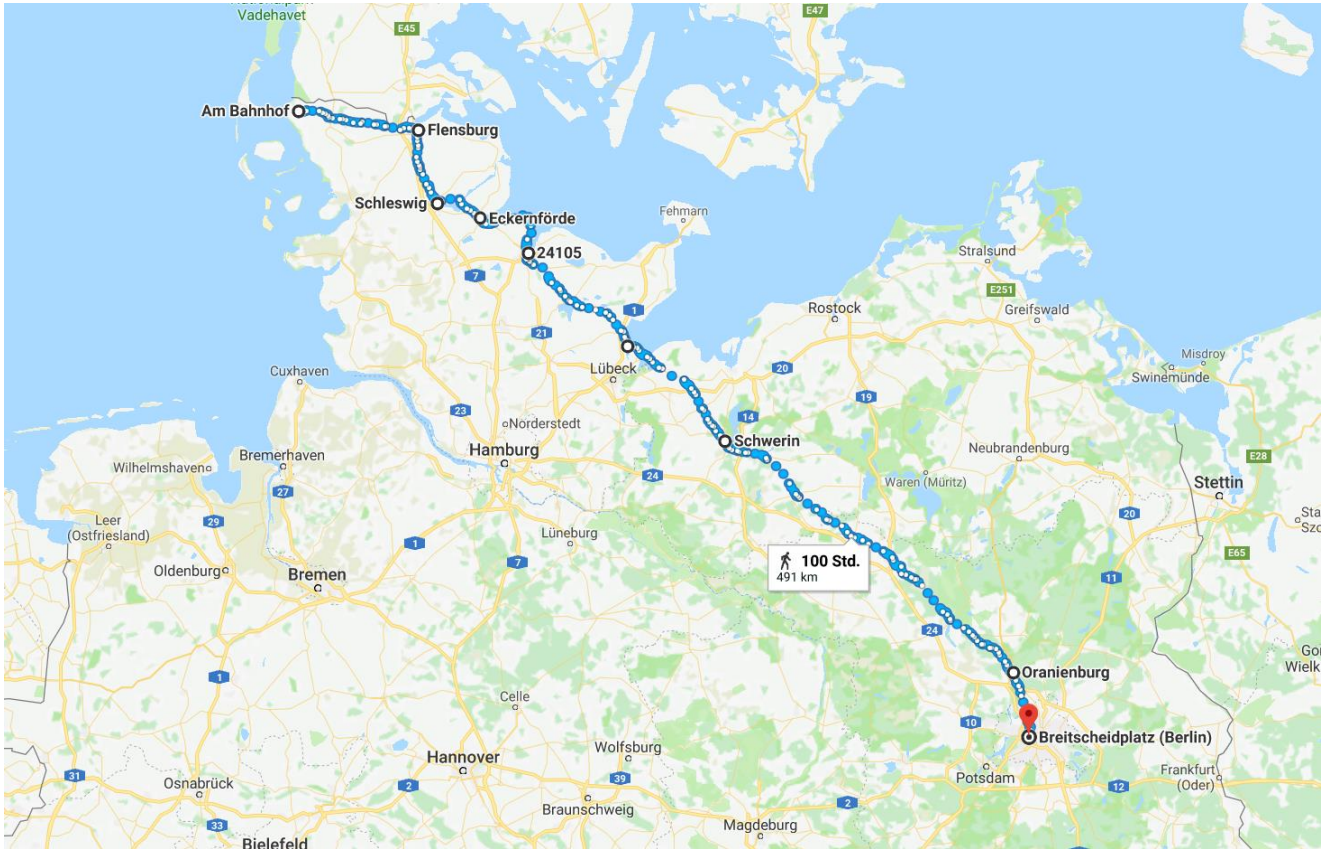 Nationalpark
Vadehavet
E45
E47
Am Bahnhof
Flensburg
Schleswig
Eckernförde
Fehmarn
24105
7
Stralsund
E251
1
Rostock
Greifswald
21
Misdroy
Lübeck
20
Swinemünde
Cuxhaven
19
23
14
Norderstedt
Schwerin
Hamburg
Neubrandenburg
Bremerhaven
E28
Wilhelmshaven
24
Waren (Müritz)
Stettin
27
Leer
(Ostfriesland)
29
20
Lüneburg
1
7
E65
100 Std.
491 km
Oldenburg
Bremen
11
24
Oranienburg
1
Celle
10
Breitscheidplatz (Berlin)
Wolfsburg
Hannover
Potsdam
31
39
Frankfurt
(Oder)
Osnabrück
2
12
Braunschweig
2
33
Magdeburg
Bielefeld